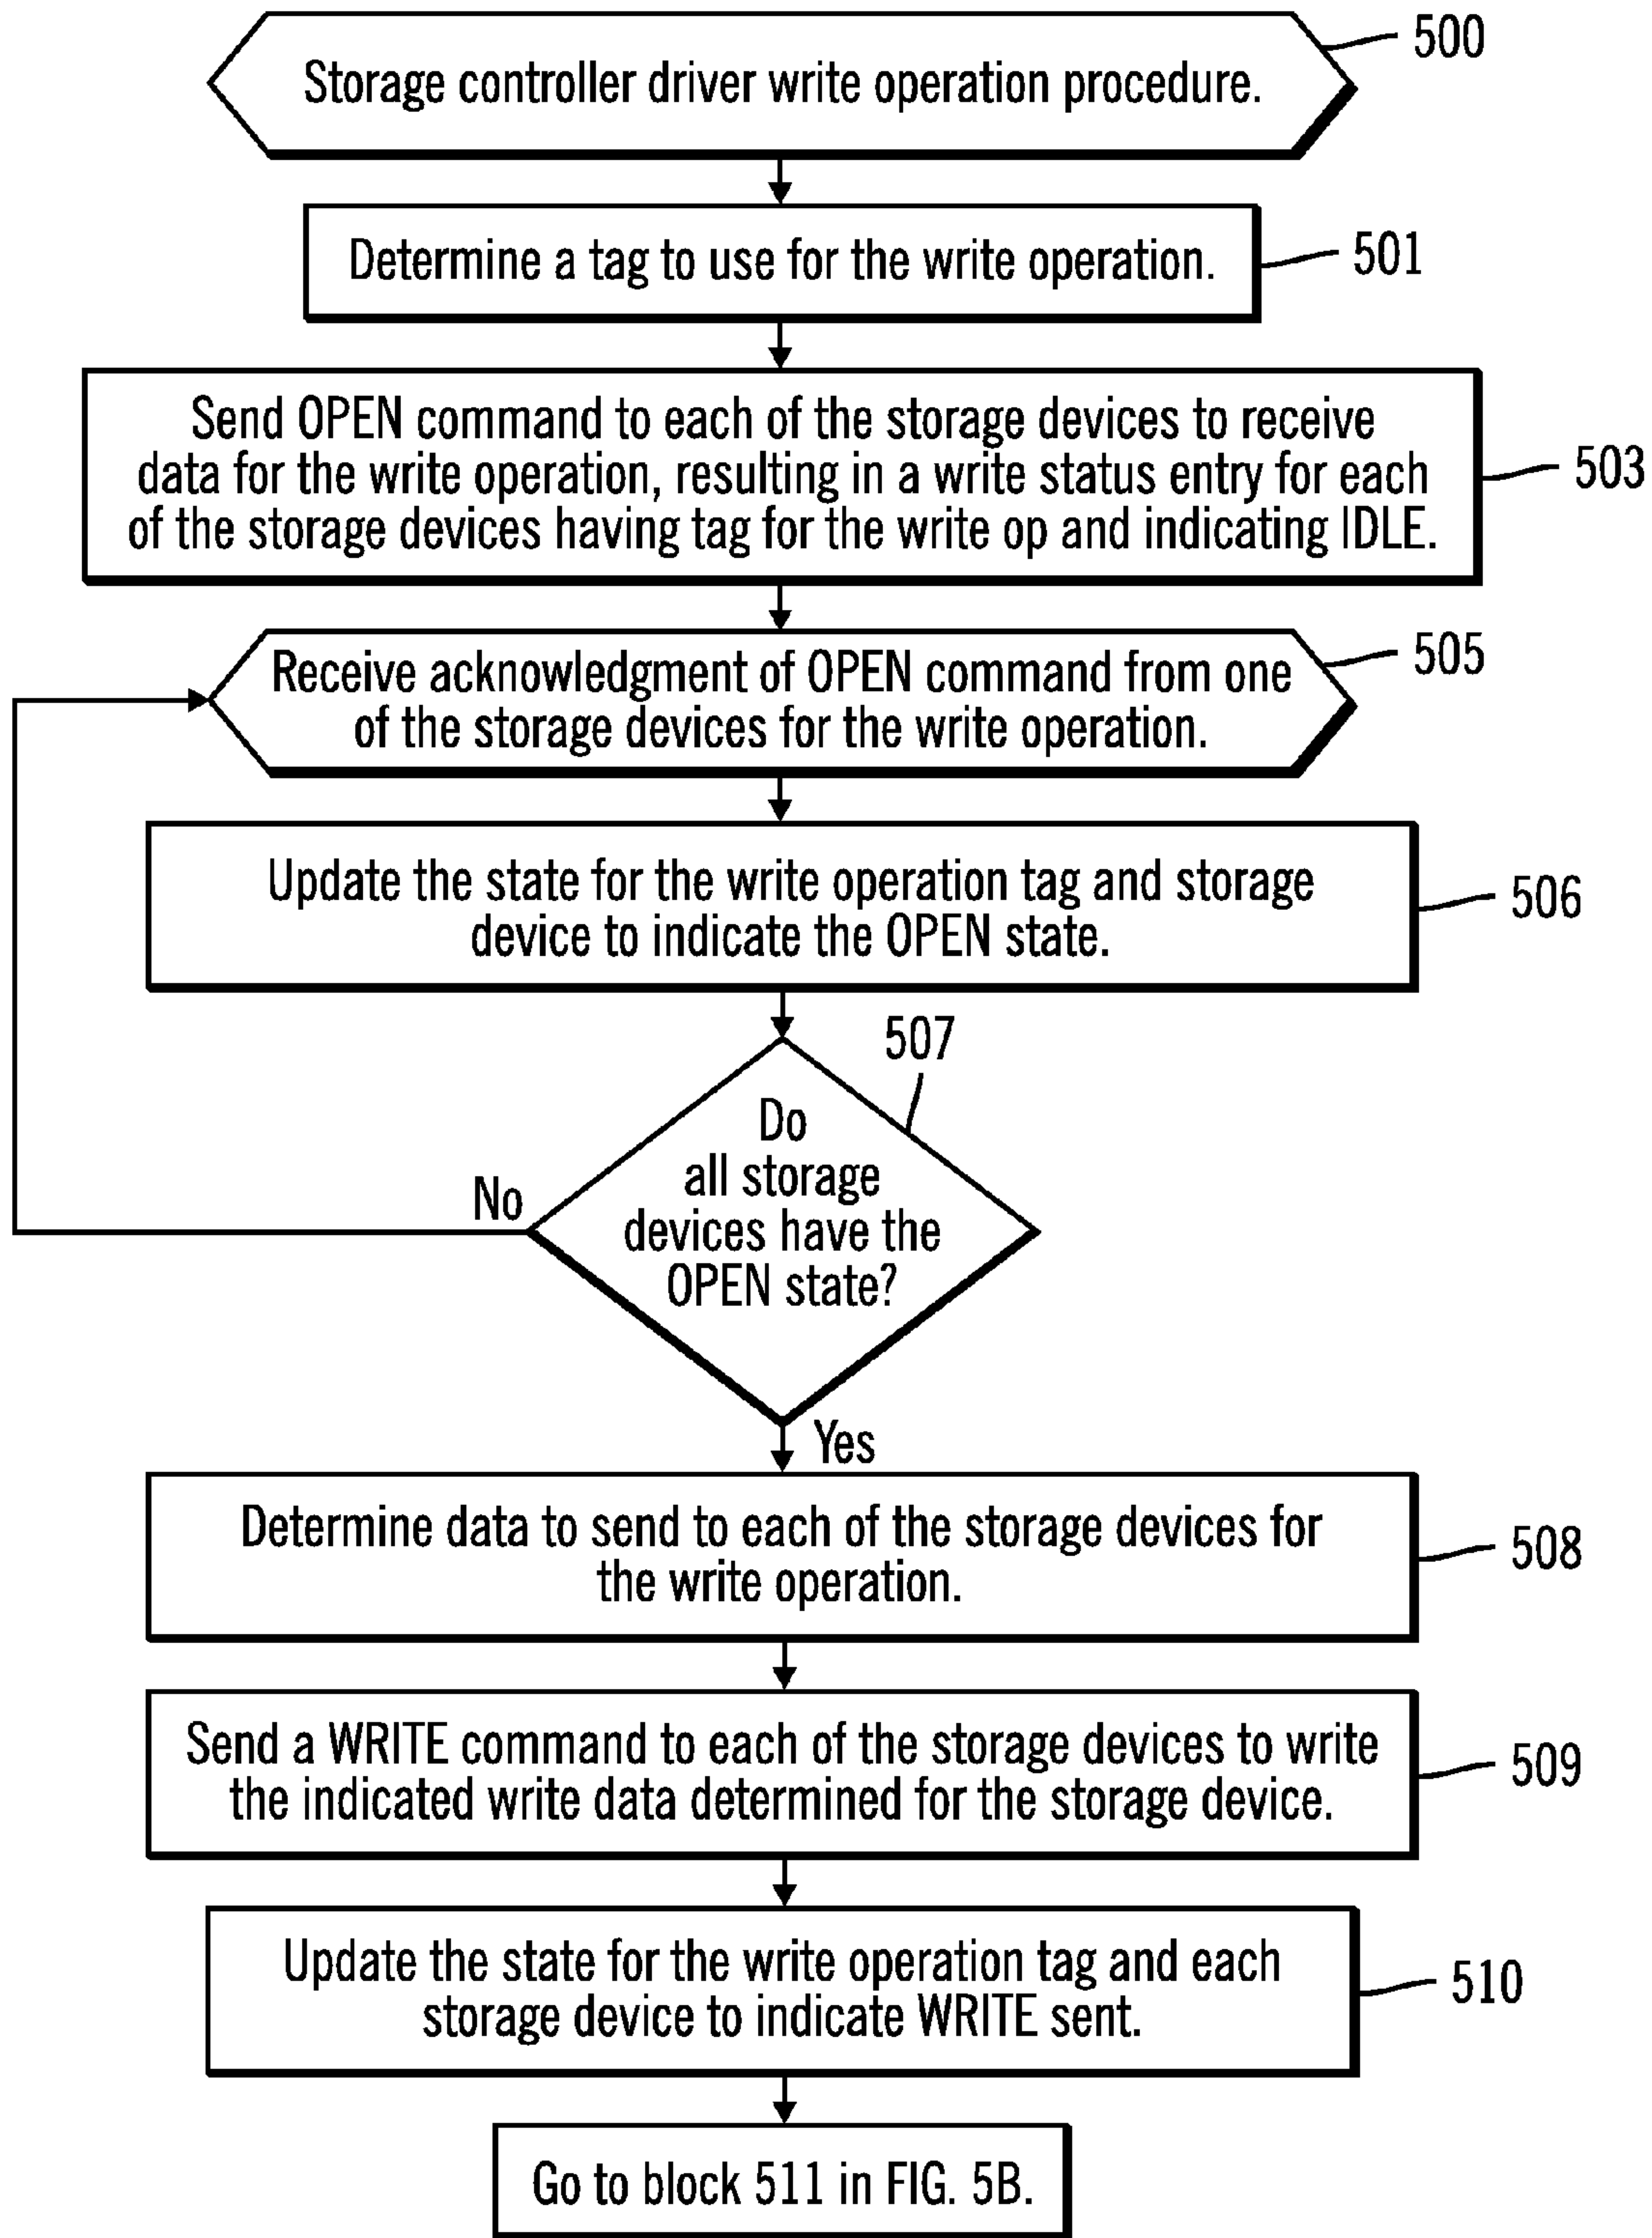 Storage controller driver write operation procedure.
500
Determine a tag to use for the write operation.
501
Send OPEN command to each of the storage devices to receive
data for the write operation, resulting in a write status entry for each
of the storage devices having tag for the write op and indicating IDLE.
503
Receive acknowledgment of OPEN command from one
of the storage devices for the write operation.
505
Update the state for the write operation tag and storage
device to indicate the OPEN state.
506
507
Do
all storage
devices have the
OPEN state?
No
Yes
Determine data to send to each of the storage devices for
the write operation.
508
Send a WRITE command to each of the storage devices to write
the indicated write data determined for the storage device.
509
Update the state for the write operation tag and each
storage device to indicate WRITE sent.
510
Go to block 511 in FIG. 5B.